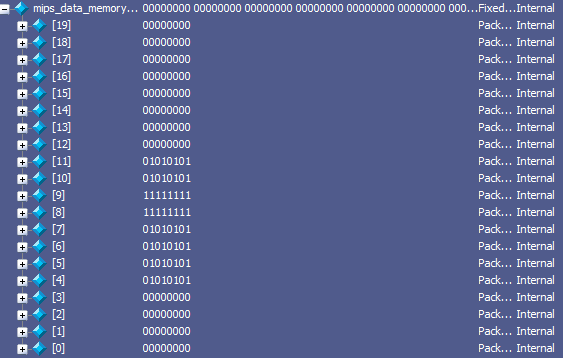 mips_data_memory... 00000000 00000000 00000000 00000000 00000000 000... Fixed... Internal
[19] 00000000 Pack... Internal
[18] 00000000 Pack... Internal
[17] 00000000 Pack... Internal
[16] 00000000 Pack... Internal
[15] 00000000 Pack... Internal
[14] 00000000 Pack... Internal
[13] 00000000 Pack... Internal
[12] 00000000 Pack... Internal
[11] 01010101 Pack... Internal
[10] 01010101 Pack... Internal
[9] 11111111 Pack... Internal
[8] 11111111 Pack... Internal
[7] 01010101 Pack... Internal
[6] 01010101 Pack... Internal
[5] 01010101 Pack... Internal
[4] 01010101 Pack... Internal
[3] 00000000 Pack... Internal
[2] 00000000 Pack... Internal
[1] 00000000 Pack... Internal
[0] 00000000 Pack... Internal